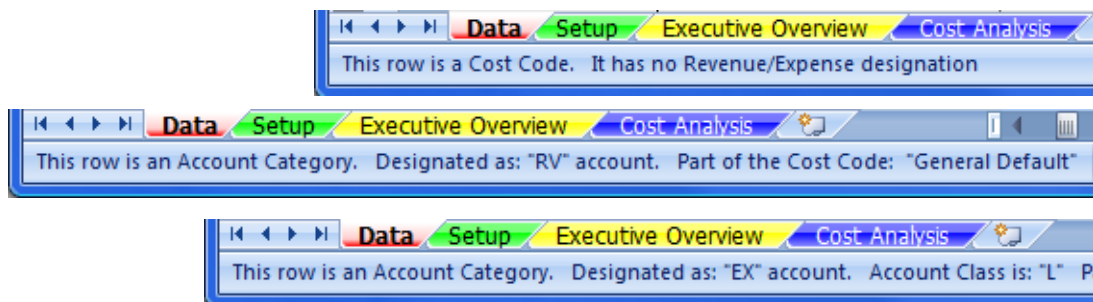 Data Setup Executive Overview Cost Analysis
This row is a Cost Code. It has no Revenue/Expense designation
Data Setup Executive Overview Cost Analysis
This row is an Account Category. Designated as: "RV" account. Part of the Cost Code: "General Default"
Data Setup Executive Overview Cost Analysis
This row is an Account Category. Designated as: "EX" account. Account Class is: "L" P